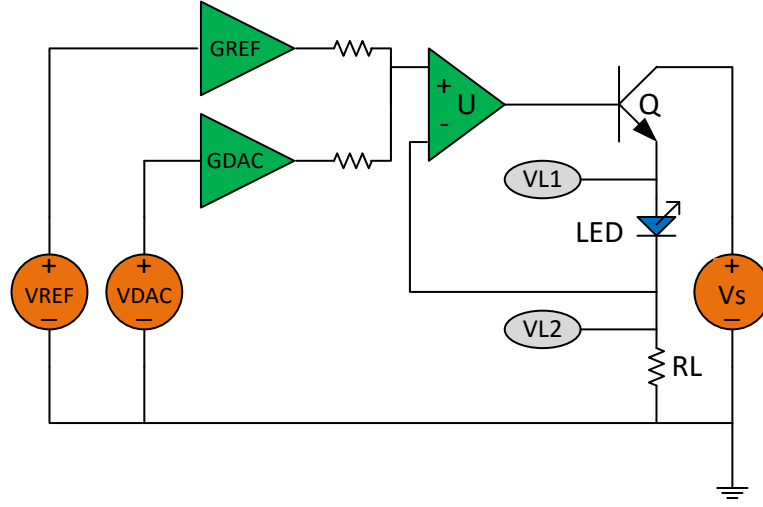 GREF
+
U
-
Q
GDAC
VL1
LED
+
VREF
–
+
VDAC
–
+
Vs
–
VL2
RL